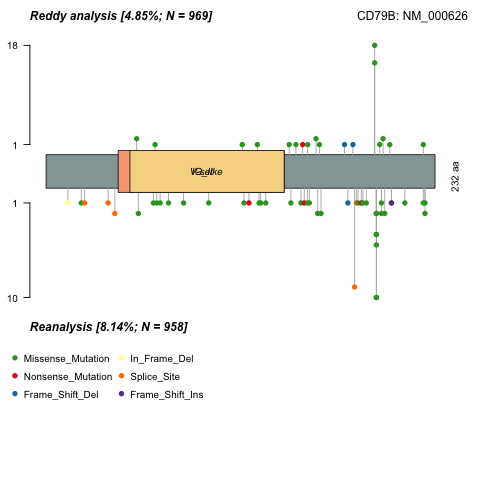 Reddy analysis [4.85%; N = 969]
CD79B: NM_000626
18
1
232 aa
1
10
Reanalysis [8.14%; N = 958]
Missense_Mutation
In_Frame_Del
Nonsense_Mutation
Splice_Site
Frame_Shift_Del
Frame_Shift_Ins